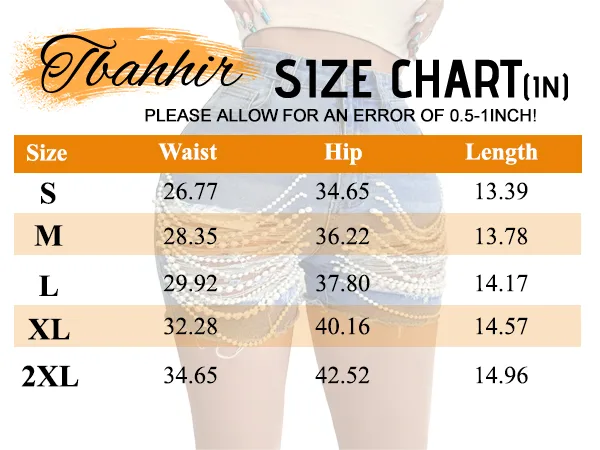 Tbahhir
SIZE CHART(IN)
PLEASE ALLOW FOR AN ERROR OF 0.5-1INCH!
Size Waist Hip Length
S 26.77 34.65 13.39
M 28.35 36.22 13.78
L 29.92 37.80 14.17
XL 32.28 40.16 14.57
2XL 34.65 42.52 14.96